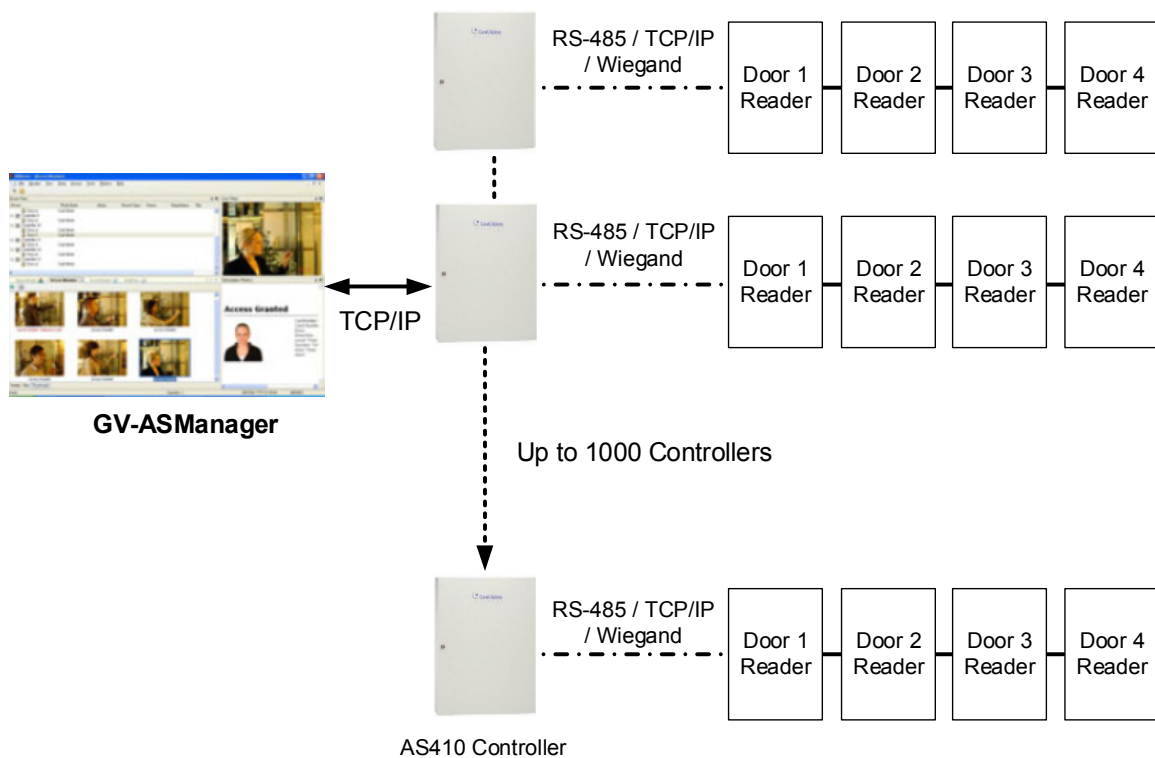 RS-485 / TCP/IP
/ Wiegand
Door 1
Reader
Door 2
Reader
Door 3
Reader
Door 4
Reader
RS-485 / TCP/IP
/ Wiegand
Door 1
Reader
Door 2
Reader
Door 3
Reader
Door 4
Reader
Access Granted
TCP/IP
GV-ASManager
Up to 1000 Controllers
RS-485 / TCP/IP
/ Wiegand
Door 1
Reader
Door 2
Reader
Door 3
Reader
Door 4
Reader
AS410 Controller